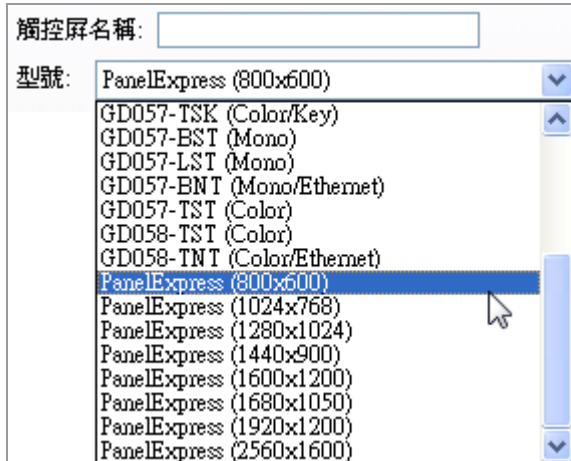 觸控屏名稱:
型號: PanelExpress (800x600)
GD057-TSK (Color/Key)
GD057-BST (Mono)
GD057-LST (Mono)
GD057-BNT (Mono/Ethernet)
GD057-TST (Color)
GD058-TST (Color)
GD058-TNT (Color/Ethernet)
PanelExpress (800x600)
PanelExpress (1024x768)
PanelExpress (1280x1024)
PanelExpress (1440x900)
PanelExpress (1600x1200)
PanelExpress (1680x1050)
PanelExpress (1920x1200)
PanelExpress (2560x1600)